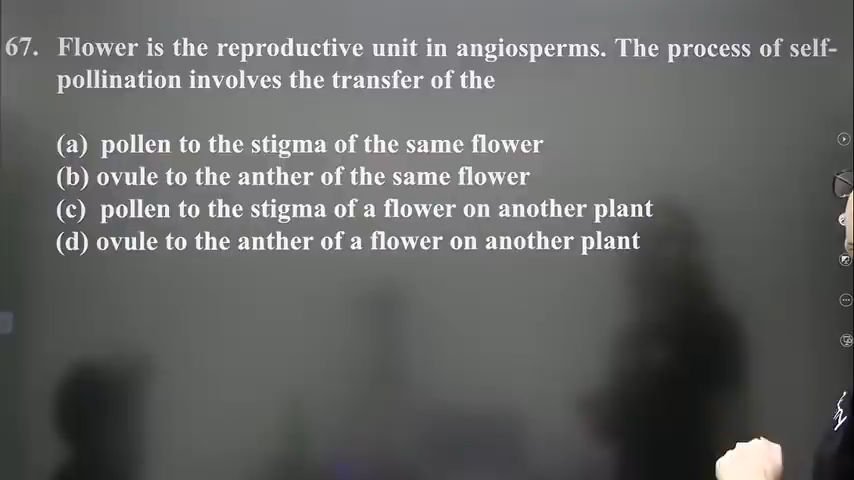 67. Flower is the reproductive unit in angiosperms. The process of self-
pollination involves the transfer of the
(a) pollen to the stigma of the same flower
(b) ovule to the anther of the same flower
(c) pollen to the stigma of a flower on another plant
(d) ovule to the anther of a flower on another plant